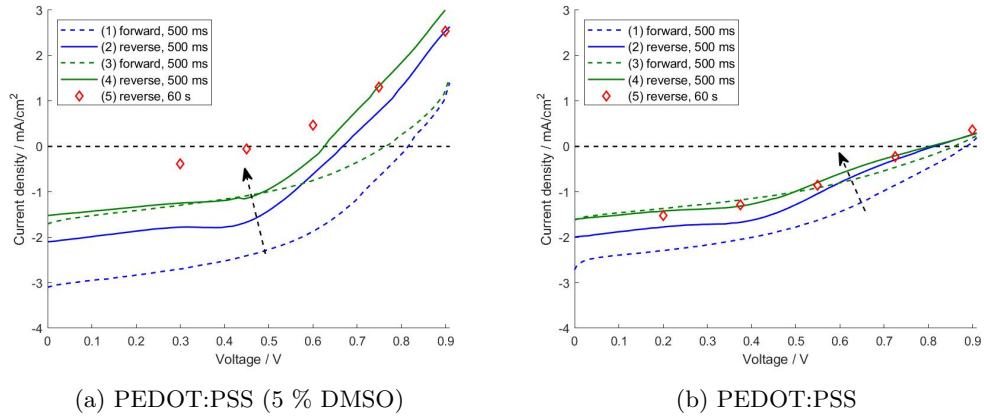 3
2
1
0
-1
-2
-3
-4
Current density / mA/cm²
(1) forward, 500 ms
(2) reverse, 500 ms
(3) forward, 500 ms
(4) reverse, 500 ms
(5) reverse, 60 s
0 0.1 0.2 0.3 0.4 0.5 0.6 0.7 0.8 0.9
Voltage / V
(a) PEDOT:PSS (5 % DMSO)
3
2
1
0
-1
-2
-3
-4
Current density / mA/cm²
(1) forward, 500 ms
(2) reverse, 500 ms
(3) forward, 500 ms
(4) reverse, 500 ms
(5) reverse, 60 s
0 0.1 0.2 0.3 0.4 0.5 0.6 0.7 0.8 0.9
Voltage / V
(b) PEDOT:PSS